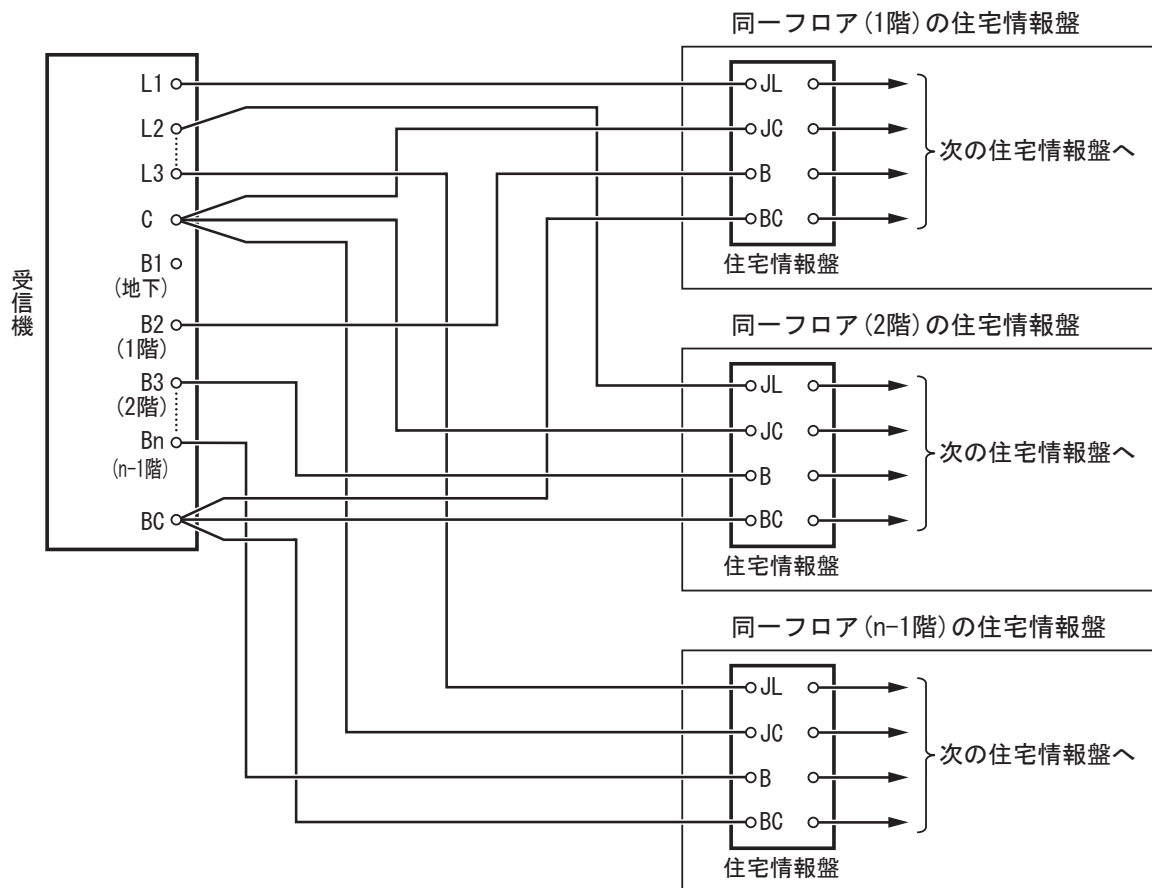 受信機
L1
L2
L3
C
B1
(地下)
B2
(1階)
B3
(2階)
Bn
(n-1階)
BC
同一フロア(1階)の住宅情報盤
JL
JC
B
BC
住宅情報盤
次の住宅情報盤へ
同一フロア(2階)の住宅情報盤
JL
JC
B
BC
住宅情報盤
次の住宅情報盤へ
同一フロア(n-1階)の住宅情報盤
JL
JC
B
BC
住宅情報盤
次の住宅情報盤へ